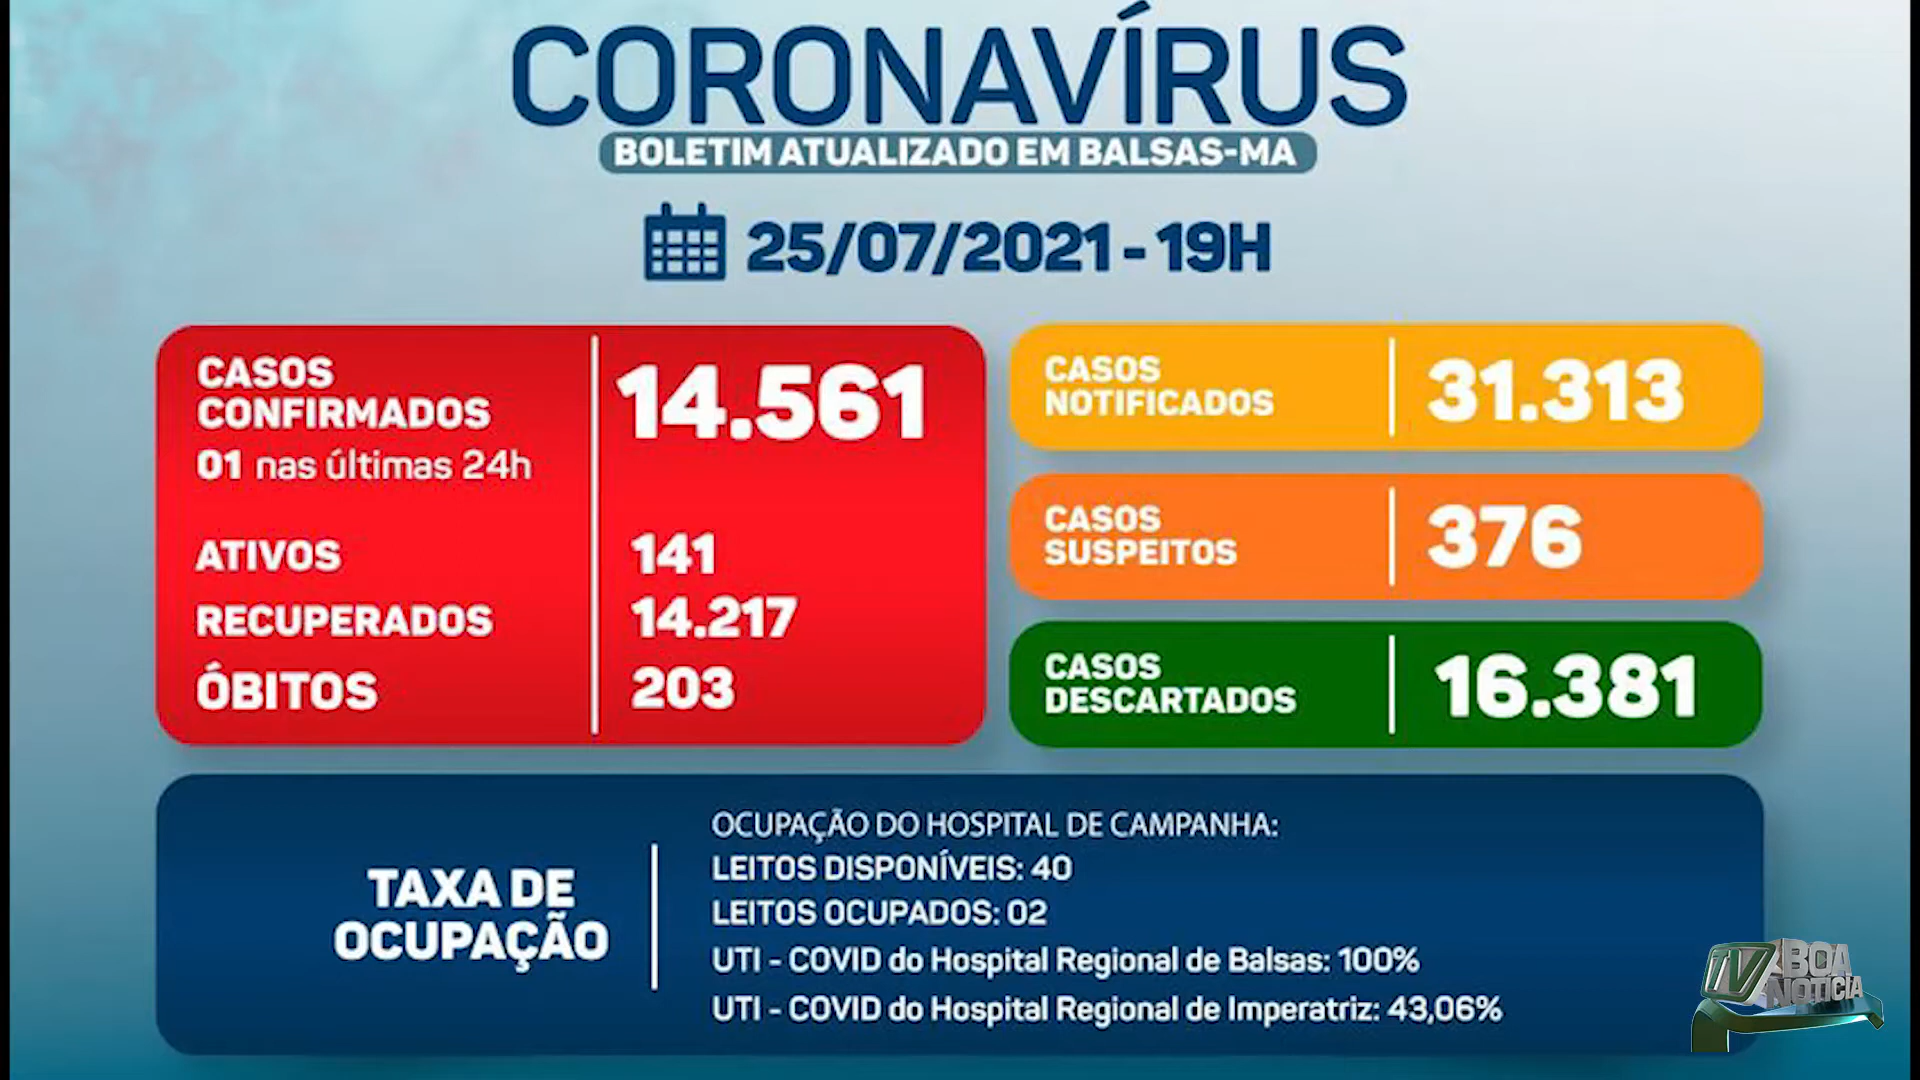 CORONAVÍRUS
BOLETIM ATUALIZADO EM BALSAS-MA
25/07/2021 - 19H
CASOS
CONFIRMADOS
01 nas últimas 24h
14.561
ATIVOS 141
RECUPERADOS 14.217
ÓBITOS 203
CASOS
NOTIFICADOS
31.313
CASOS
SUSPEITOS
376
CASOS
DESCARTADOS
16.381
TAXA DE
OCUPAÇÃO
OCUPAÇÃO DO HOSPITAL DE CAMPANHA:
LEITOS DISPONÍVEIS: 40
LEITOS OCUPADOS: 02
UTI - COVID do Hospital Regional de Balsas: 100%
UTI - COVID do Hospital Regional de Imperatriz: 43,06%
TV BOA
NOTÍCIA